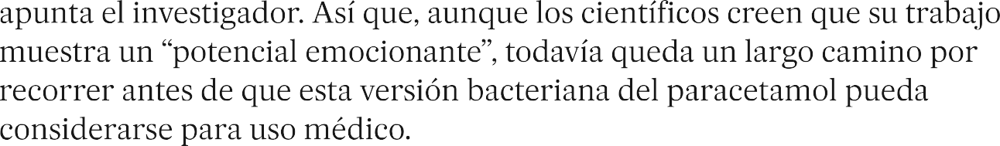 apunta el investigador. Así que, aunque los científicos creen que su trabajo
muestra un “potencial emocionante”, todavía queda un largo camino por
recorrer antes de que esta versión bacteriana del paracetamol pueda
considerarse para uso médico.